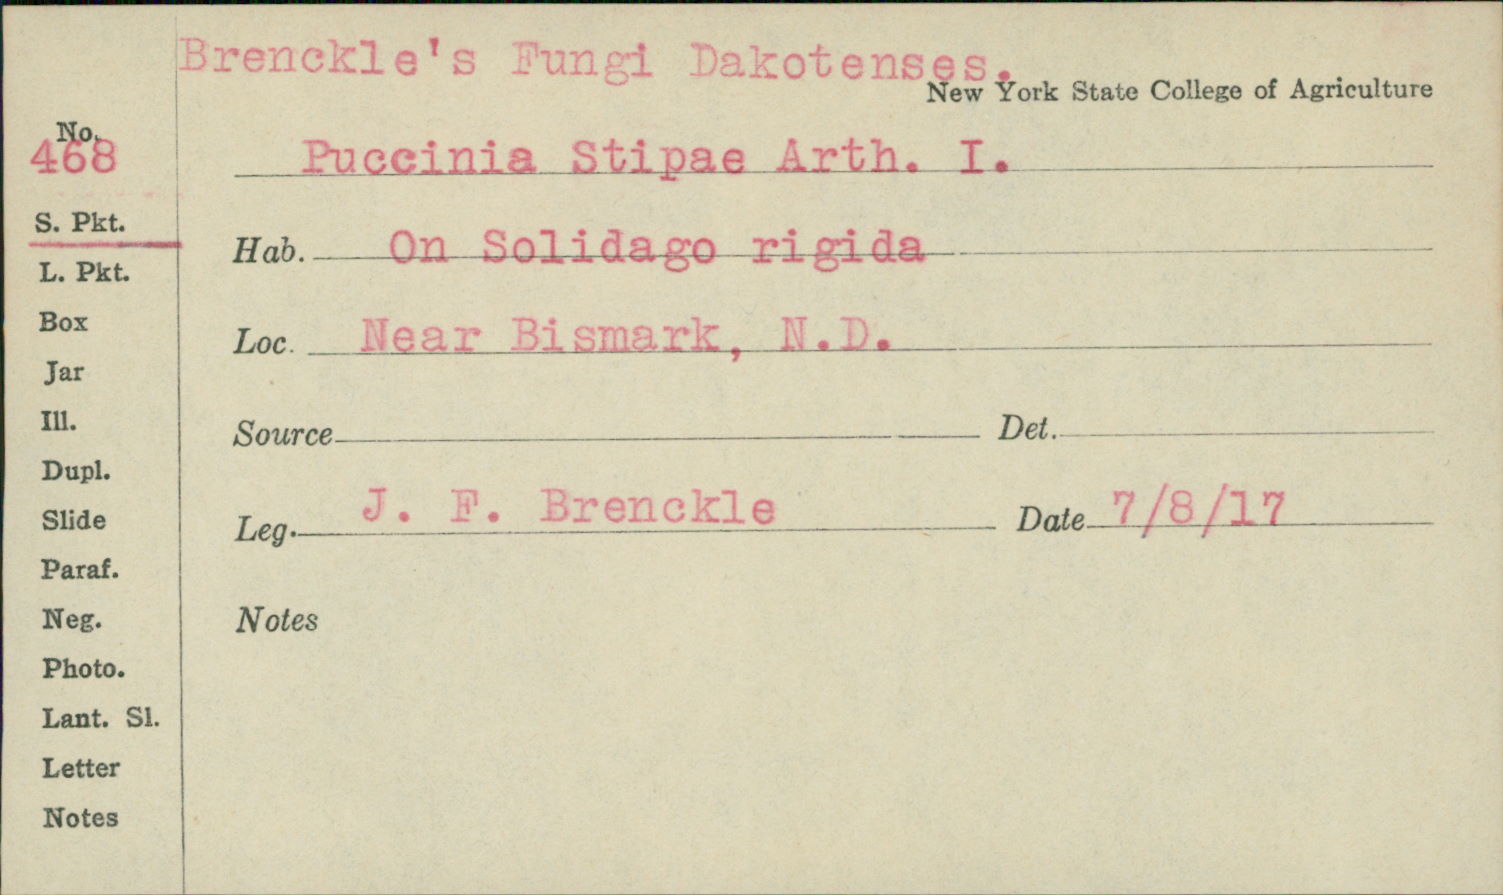 Brenckle's Fungi Dakotenses.
New York State College of Agriculture
No.
468
Puccinia Stipae Arth. I.
S. Pkt.
Hab. On Solidago rigida
L. Pkt.
Box
Loc. Near Bismark, N.D.
Jar
Ill.
Source Det.
Dupl.
Slide
Leg. J. F. Brenckle Date 7/8/17
Paraf.
Neg.
Notes
Photo.
Lant. Sl.
Letter
Notes